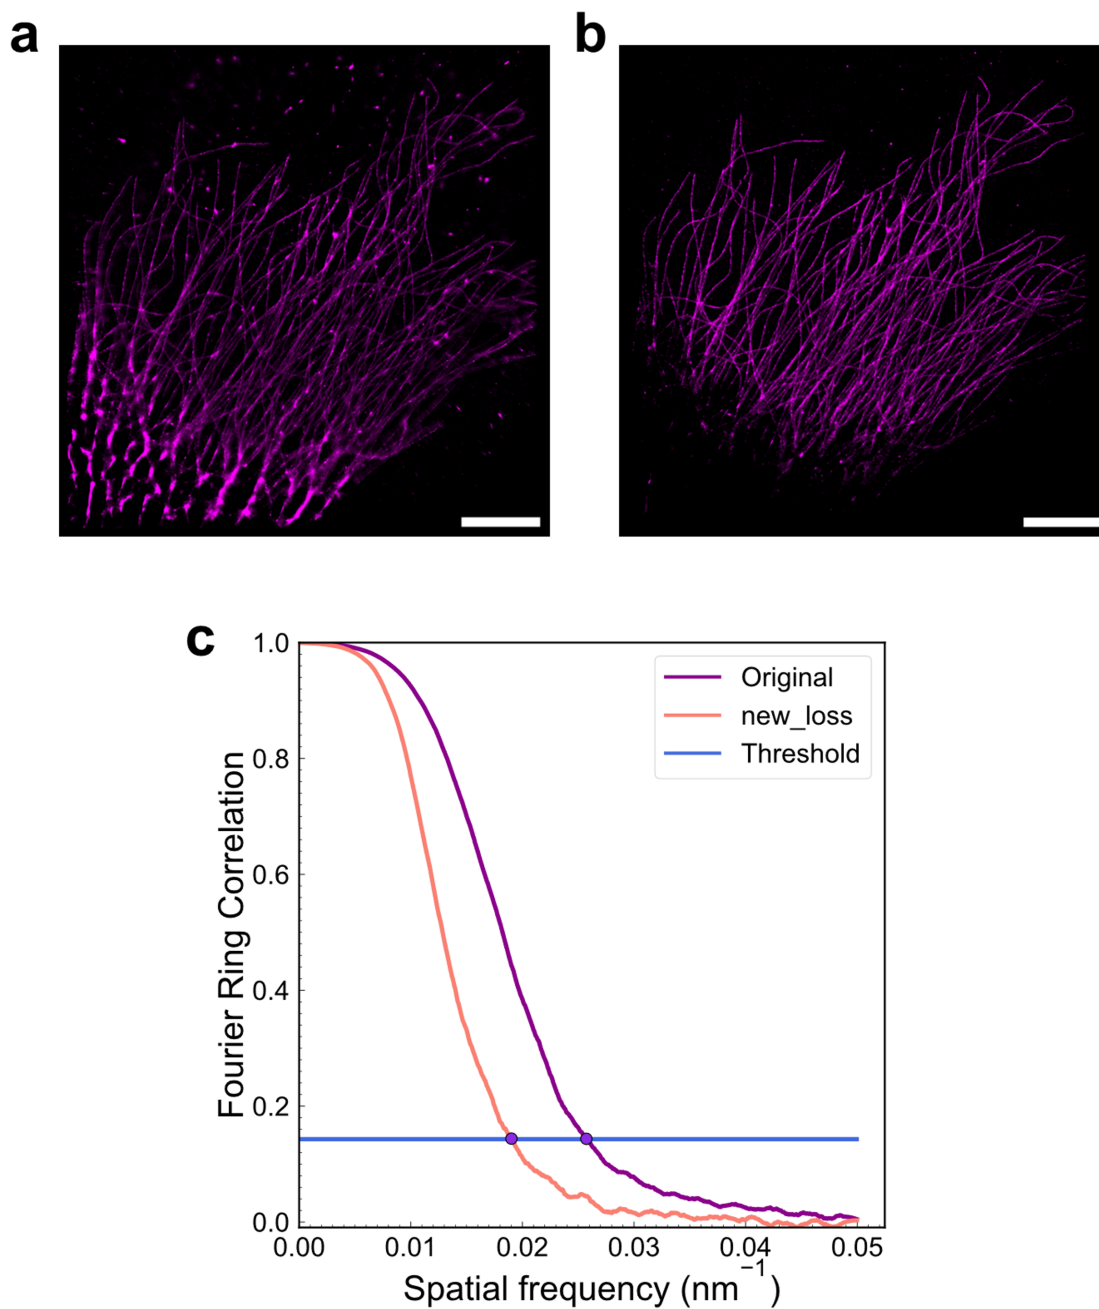 a
b
c
1.0
0.8
0.6
0.4
0.2
0.0
Fourier Ring Correlation
Original
new_loss
Threshold
0.00 0.01 0.02 0.03 0.04 0.05
Spatial frequency (nm⁻¹)